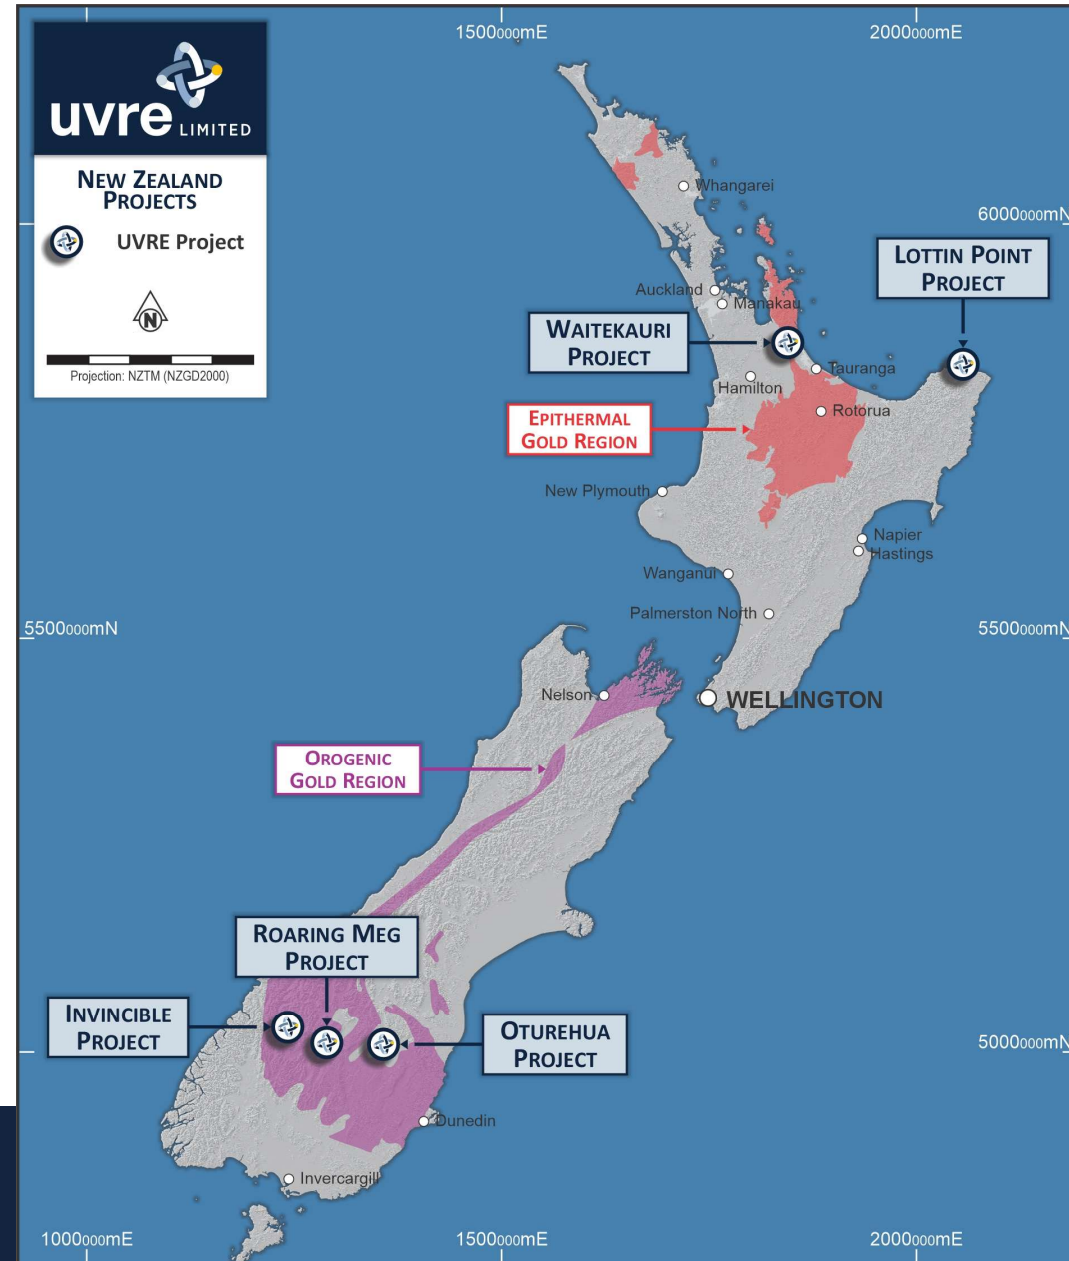 1500000mE
2000000mE
uvre LIMITED
NEW ZEALAND
PROJECTS
UVRE Project
N
Projection: NZTM (NZGD2000)
Whangarei
6000000mN
LOTTIN POINT
PROJECT
Auckland
Manakau
WAITEKAURI
PROJECT
Tauranga
Hamilton
EPITHERMAL
GOLD REGION
Rotorua
New Plymouth
Napier
Hastings
Wanganui
Palmerston North
5500000mN
5500000mN
Nelson
WELLINGTON
OROGENIC
GOLD REGION
ROARING MEG
PROJECT
INVINCIBLE
PROJECT
OTUREHUA
PROJECT
5000000mN
Dunedin
Invercargill
1000000mE
1500000mE
2000000mE